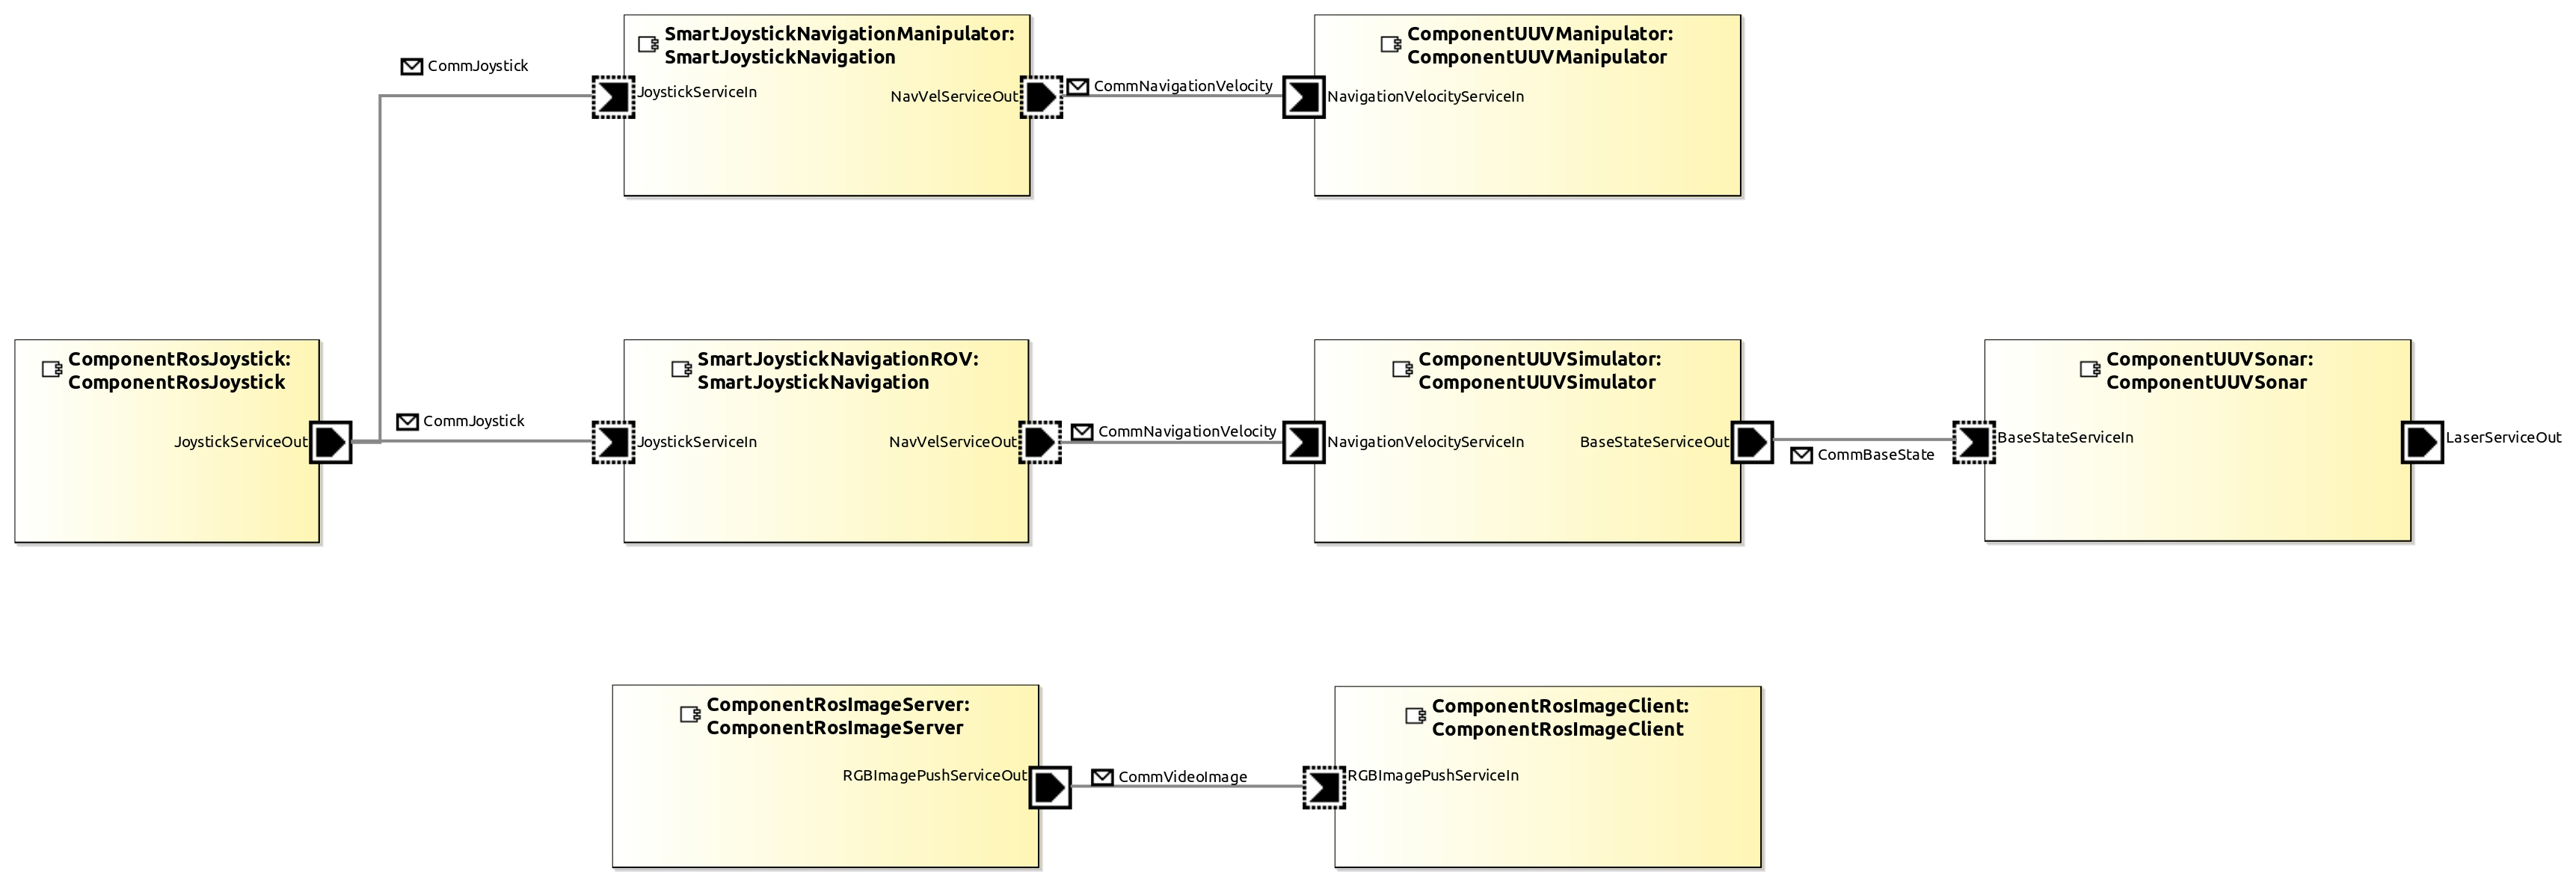 SmartJoystickNavigationManipulator:
SmartJoystickNavigation
ComponentUUVManipulator:
ComponentUUVManipulator
CommJoystick
JoystickServiceIn
NavVelServiceOut
CommNavigationVelocity
NavigationVelocityServiceIn
ComponentRosJoystick:
ComponentRosJoystick
SmartJoystickNavigationROV:
SmartJoystickNavigation
ComponentUUVSimulator:
ComponentUUVSimulator
ComponentUUVSonar:
ComponentUUVSonar
JoystickServiceOut
CommJoystick
JoystickServiceIn
NavVelServiceOut
CommNavigationVelocity
NavigationVelocityServiceIn
BaseStateServiceOut
CommBaseState
BaseStateServiceIn
LaserServiceOut
ComponentRosImageServer:
ComponentRosImageServer
ComponentRosImageClient:
ComponentRosImageClient
RGBImagePushServiceOut
CommVideoImage
RGBImagePushServiceIn